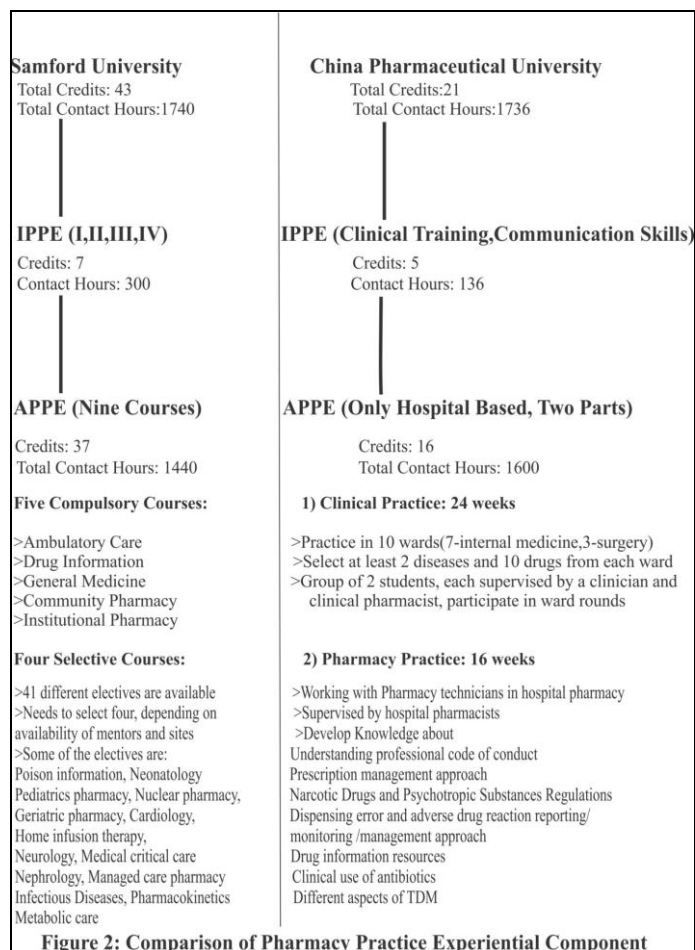 Samford University
Total Credits: 43
Total Contact Hours:1740
IPPE (I,II,III,IV)
Credits: 7
Contact Hours: 300
APPE (Nine Courses)
Credits: 37
Total Contact Hours: 1440
Five Compulsory Courses:
>Ambulatory Care
>Drug Information
>General Medicine
>Community Pharmacy
>Institutional Pharmacy
Four Selective Courses:
>41 different electives are available
>Needs to select four, depending on
availability of mentors and sites
>Some of the electives are:
Poison information, Neonatology
Pediatrics pharmacy, Nuclear pharmacy,
Geriatric pharmacy, Cardiology,
Home infusion therapy,
Neurology, Medical critical care
Nephrology, Managed care pharmacy
Infectious Diseases, Pharmacokinetics
Metabolic care
China Pharmaceutical University
Total Credits:21
Total Contact Hours:1736
IPPE (Clinical Training,Communication Skills)
Credits: 5
Contact Hours: 136
APPE (Only Hospital Based, Two Parts)
Credits: 16
Total Contact Hours: 1600
1) Clinical Practice: 24 weeks
>Practice in 10 wards(7-internal medicine,3-surgery)
>Select at least 2 diseases and 10 drugs from each ward
>Group of 2 students, each supervised by a clinician and
clinical pharmacist, participate in ward rounds
2) Pharmacy Practice: 16 weeks
>Working with Pharmacy technicians in hospital pharmacy
>Supervised by hospital pharmacists
>Develop Knowledge about
Understanding professional code of conduct
Prescription management approach
Narcotic Drugs and Psychotropic Substances Regulations
Dispensing error and adverse drug reaction reporting/
monitoring /management approach
Drug information resources
Clinical use of antibiotics
Different aspects of TDM
Figure 2: Comparison of Pharmacy Practice Experiential Component